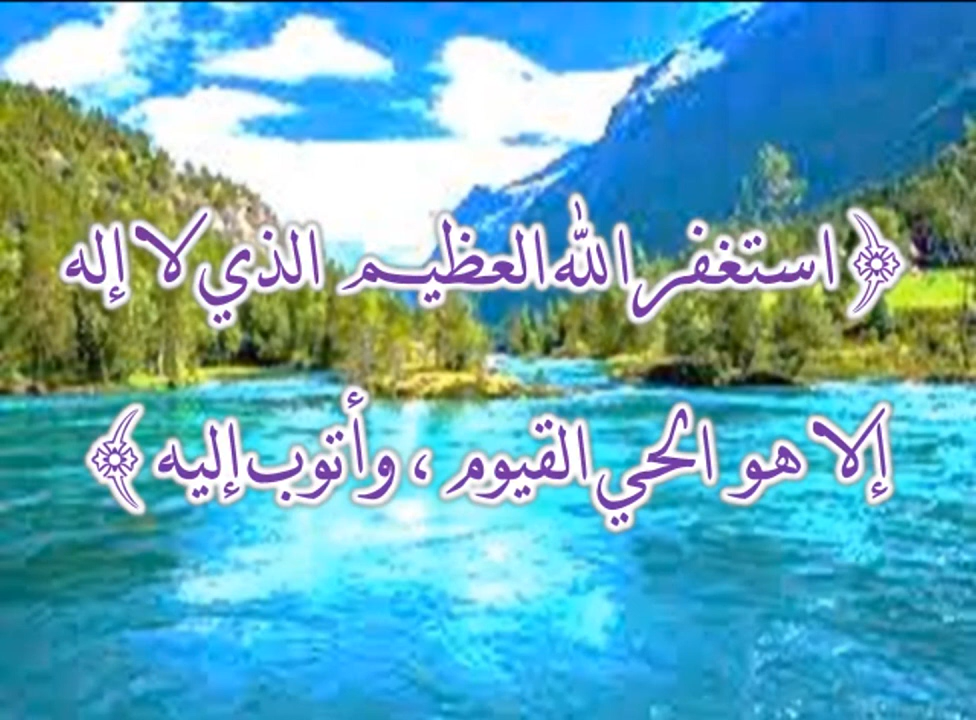 ﴿ استغفر الله العظيم الذي لا إله
إلا هو الحي القيوم ، وأتوب إليه ﴾